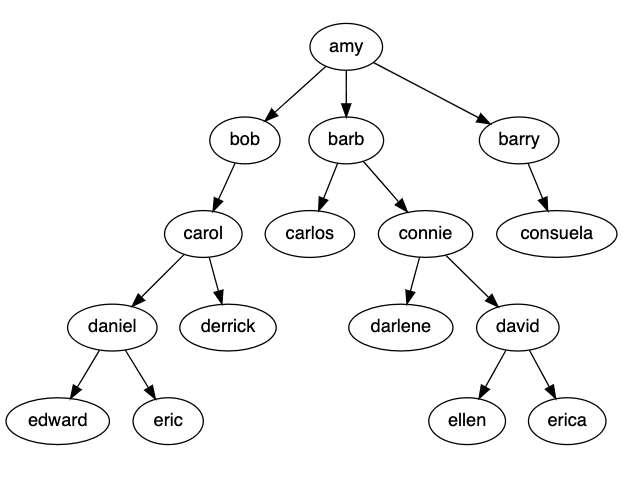 amy
bob
barb
barry
carol
carlos
connie
consuela
daniel
derrick
darlene
david
edward
eric
ellen
erica